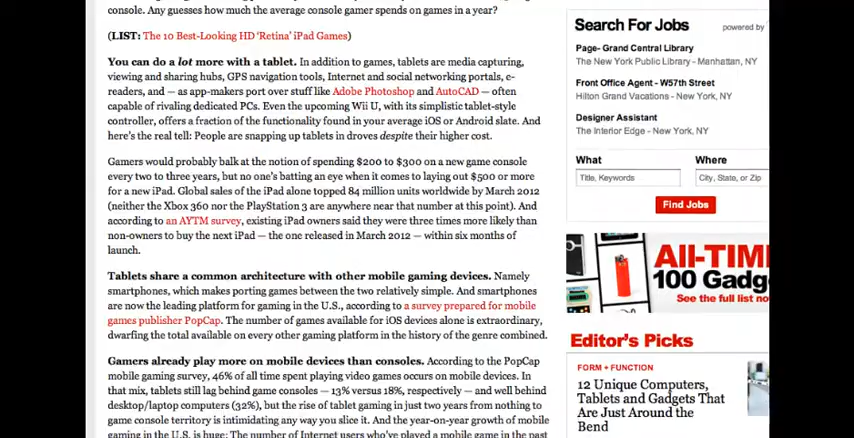 console. Any guesses how much the average console gamer spends on games in a year?
(LIST: The 10 Best-Looking HD ‘Retina’ iPad Games)
You can do a lot more with a tablet. In addition to games, tablets are media capturing,
viewing and sharing hubs, GPS navigation tools, Internet and social networking portals, e-
readers, and — as app-makers port over stuff like Adobe Photoshop and AutoCAD — often
capable of rivaling dedicated PCs. Even the upcoming Wii U, with its simplistic tablet-style
controller, offers a fraction of the functionality found in your average iOS or Android slate. And
here’s the real tell: People are snapping up tablets in droves despite their higher cost.
Gamers would probably balk at the notion of spending $200 to $300 on a new game console
every two to three years, but no one’s batting an eye when it comes to laying out $500 or more
for a new iPad. Global sales of the iPad alone topped 84 million units worldwide by March 2012
(neither the Xbox 360 nor the PlayStation 3 are anywhere near that number at this point). And
according to an AYTM survey, existing iPad owners said they were three times more likely than
non-owners to buy the next iPad — the one released in March 2012 — within six months of
launch.
Tablets share a common architecture with other mobile gaming devices. Namely
smartphones, which makes porting games between the two relatively simple. And smartphones
are now the leading platform for gaming in the U.S., according to a survey prepared for mobile
games publisher PopCap. The number of games available for iOS devices alone is extraordinary,
dwarfing the total available on every other gaming platform in the history of the genre combined.
Gamers already play more on mobile devices than consoles. According to the PopCap
mobile gaming survey, 46% of all time spent playing video games occurs on mobile devices. In
that mix, tablets still lag behind game consoles — 13% versus 18%, respectively — and well behind
desktop/laptop computers (32%), but the rise of tablet gaming in just two years from nothing to
game console territory is intimidating any way you slice it. And the year-on-year growth of mobile
gaming in the U.S. is huge: The number of Internet users who’ve played a mobile game in the past
Search For Jobs
powered by
Page- Grand Central Library
The New York Public Library - Manhattan, NY
Front Office Agent - W57th Street
Hilton Grand Vacations - New York, NY
Designer Assistant
The Interior Edge - New York, NY
What Where
Title, Keywords City, State, or Zip
Find Jobs
All-TIM
100 Gadg
See the full list no
Editor’s Picks
FORM + FUNCTION
12 Unique Computers,
Tablets and Gadgets That
Are Just Around the
Bend